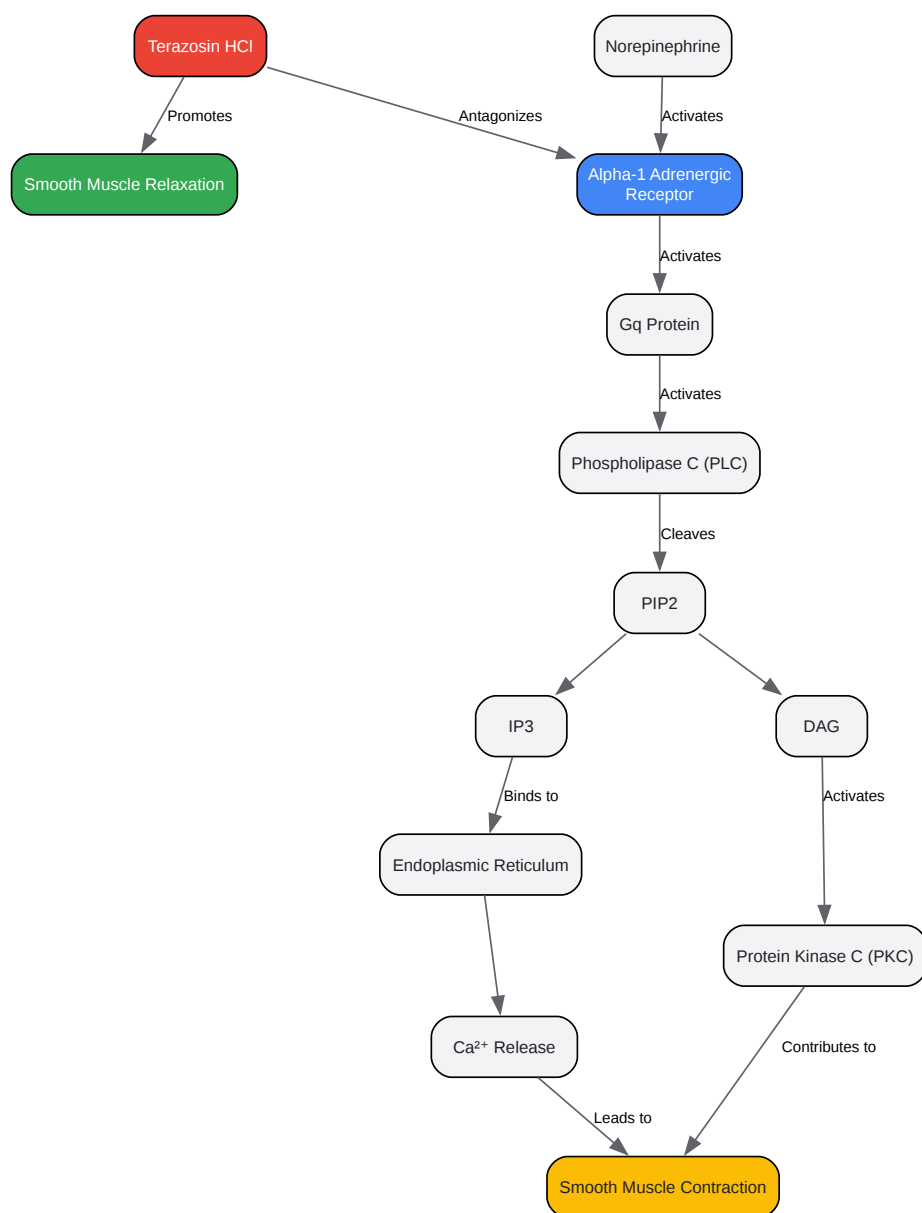 Terazosin HCl
Norepinephrine
Promotes
Antagonizes
Activates
Smooth Muscle Relaxation
Alpha-1 Adrenergic
Receptor
Activates
Gq Protein
Activates
Phospholipase C (PLC)
Cleaves
PIP2
IP3
DAG
Binds to
Activates
Endoplasmic Reticulum
Protein Kinase C (PKC)
Ca²⁺ Release
Contributes to
Leads to
Smooth Muscle Contraction